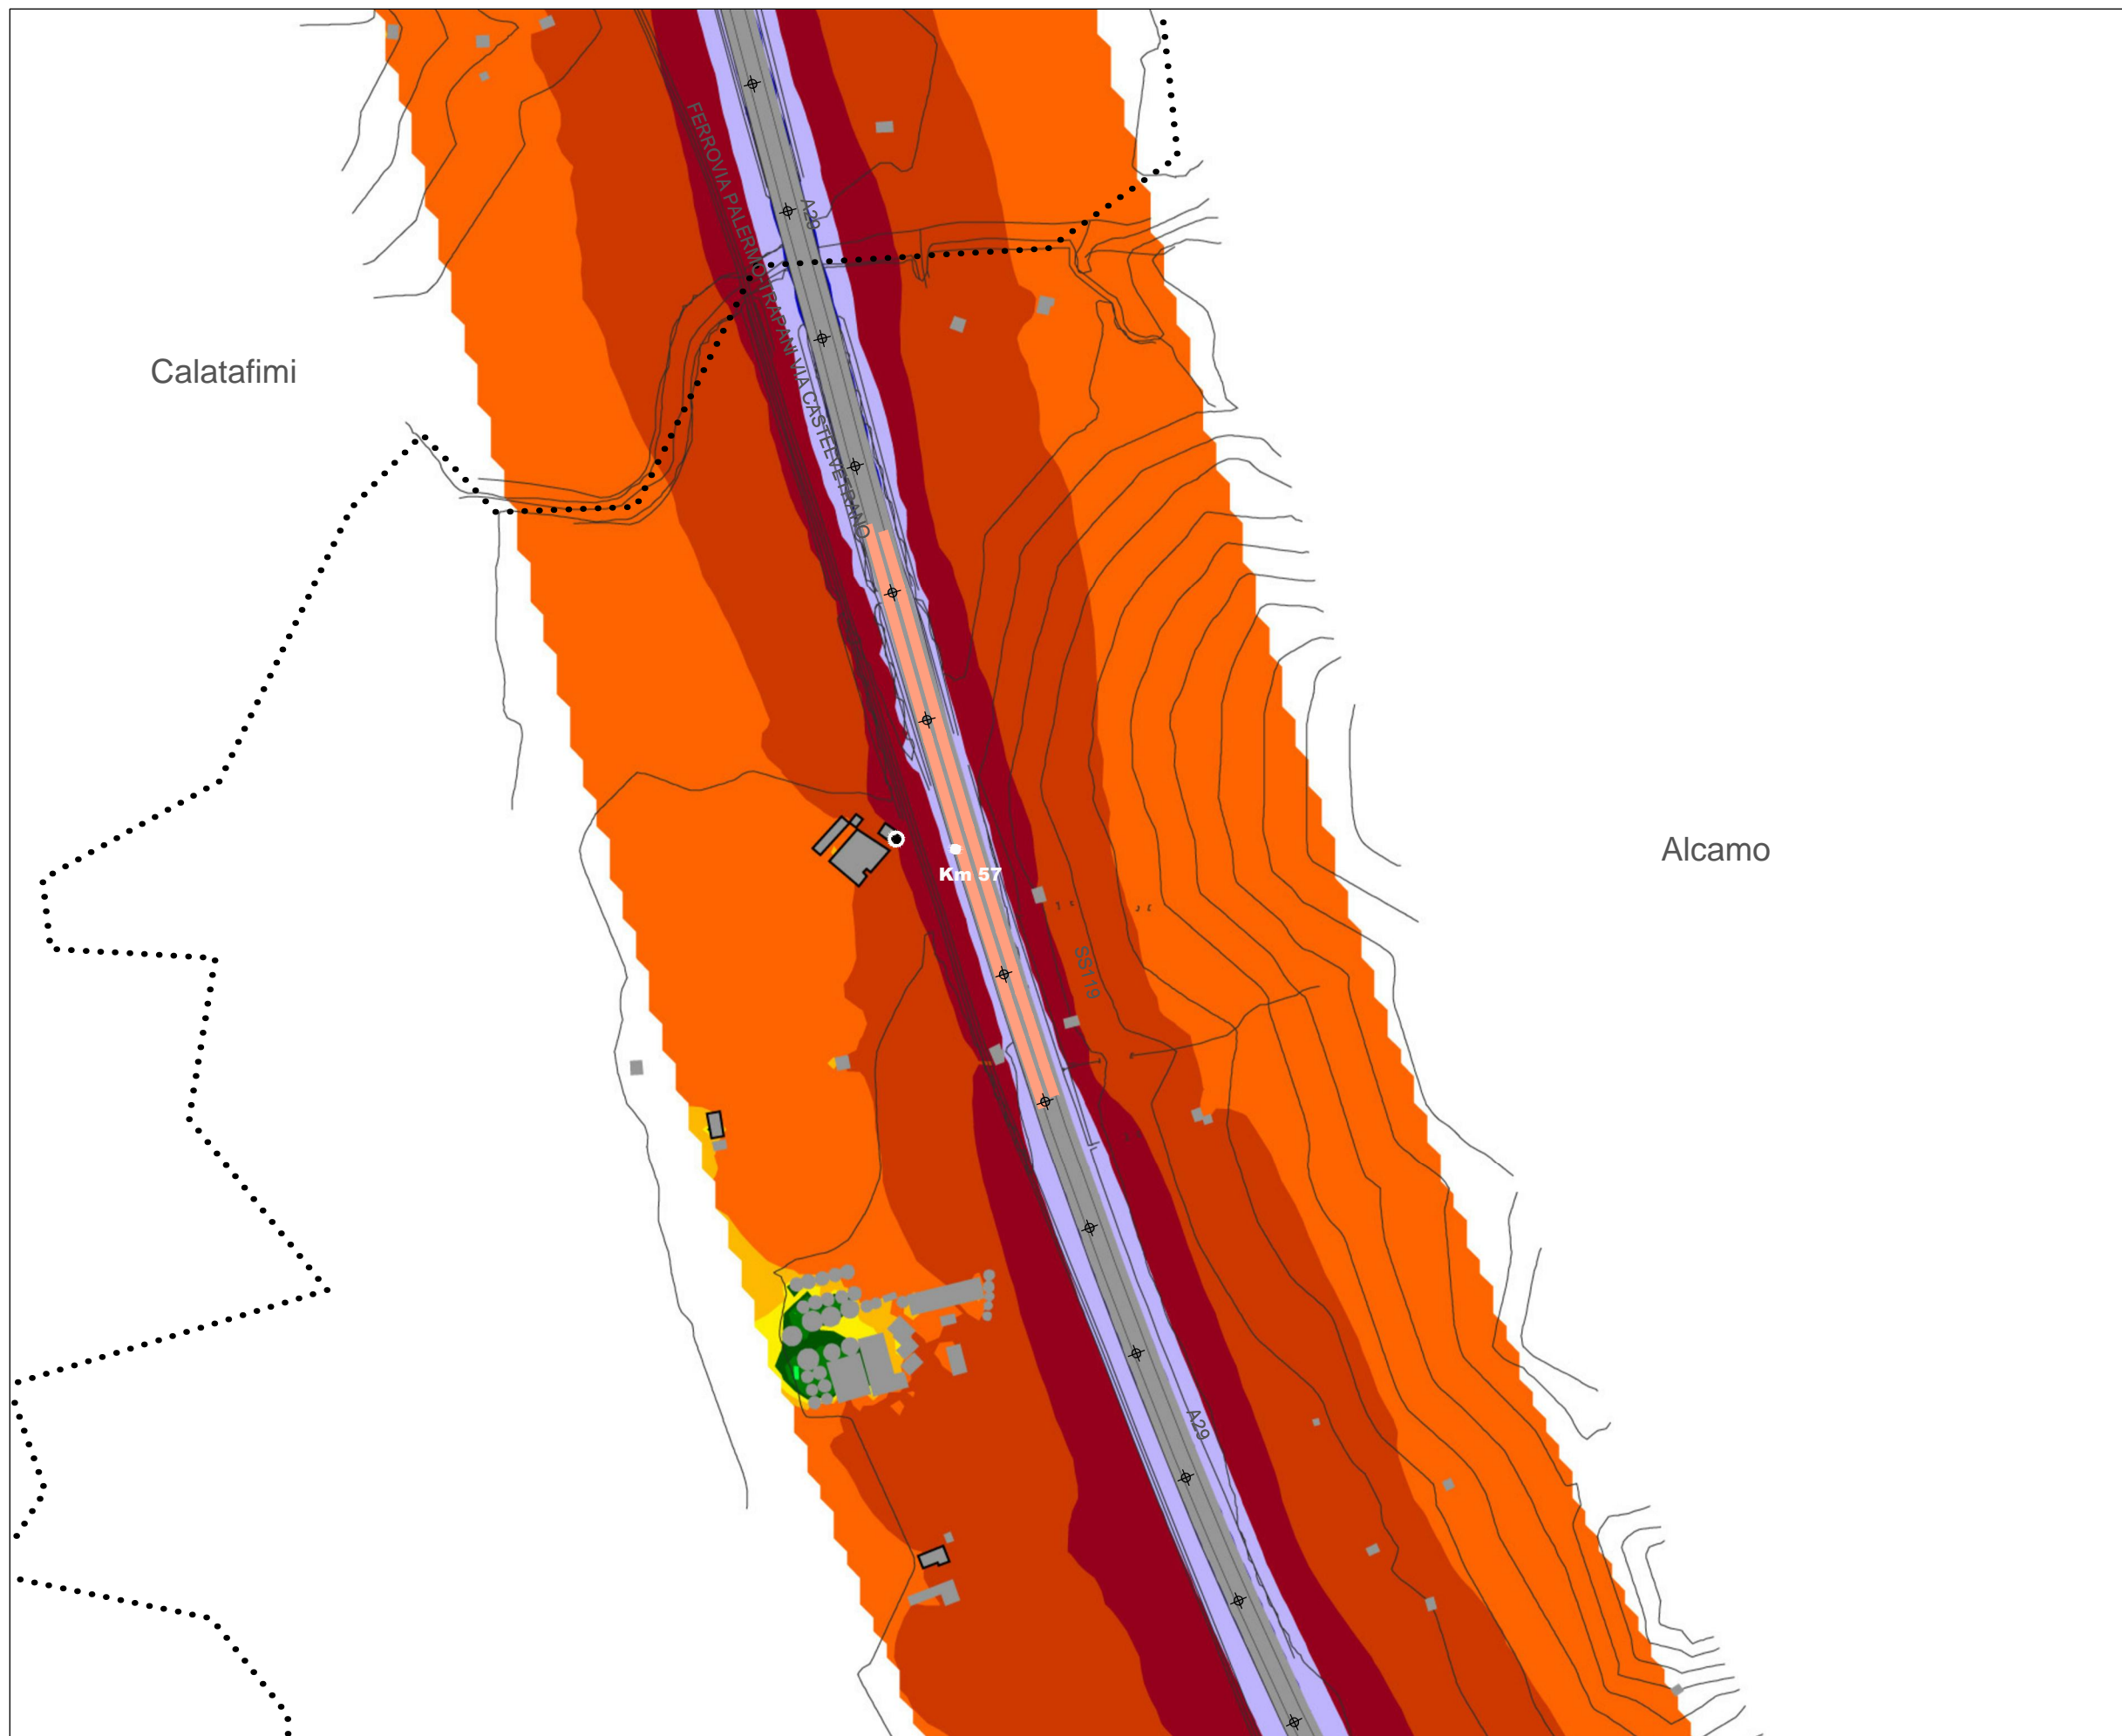 FERROVIA PALERMO-TRAPANI VIA CASTELVETRANO
A29
Calatafimi
Alcamo
Km 57
SS119
A29